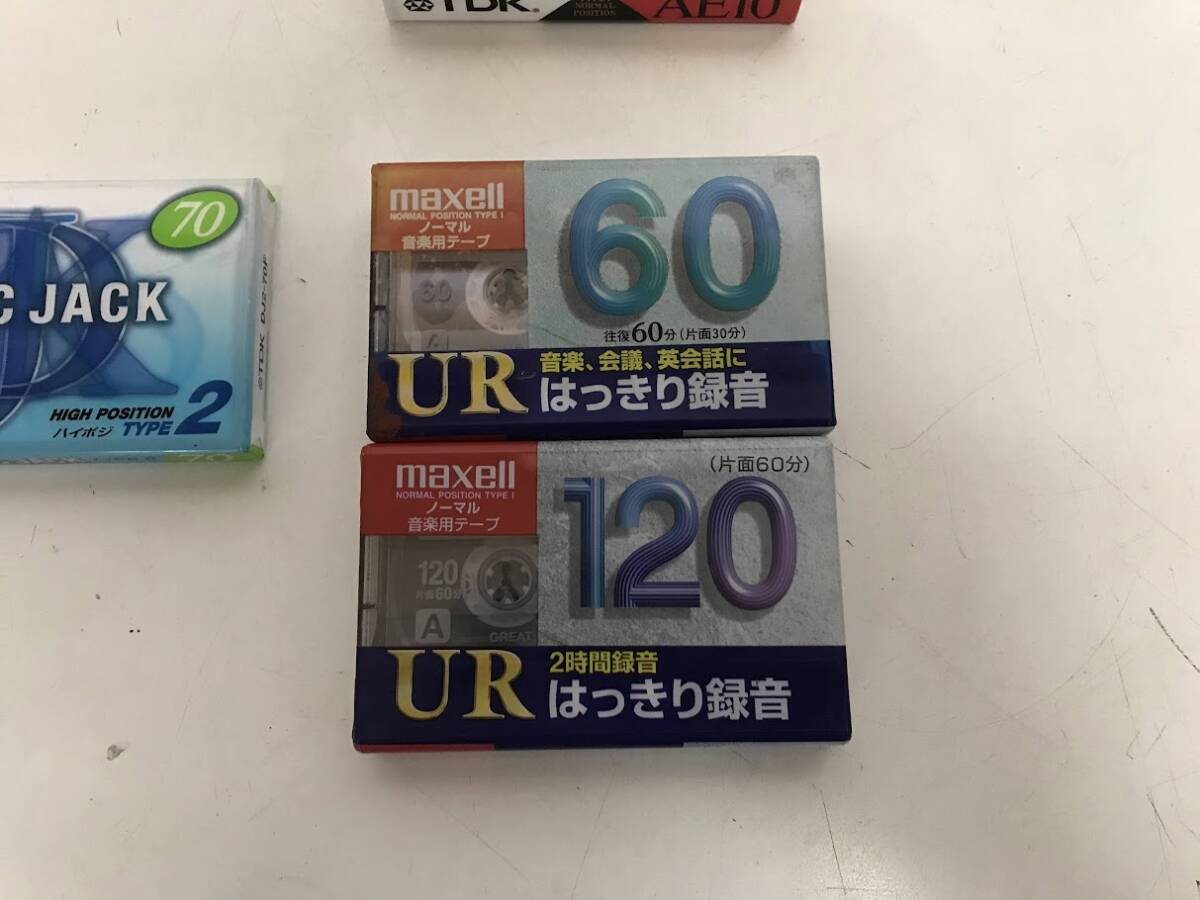 TDK
NORMAL
POSITION
AE10
70
C JACK
HIGH POSITION
ハイポジ TYPE 2
TDK DJ2-70F
maxell
NORMAL POSITION TYPE I
ノーマル
音楽用テープ
60
60
A
往復60分(片面30分)
UR
音楽、会議、英会話に
はっきり録音
maxell
NORMAL POSITION TYPE I
ノーマル
音楽用テープ
(片面60分)
120
120
片面60分
A
GREAT
UR
2時間録音
はっきり録音